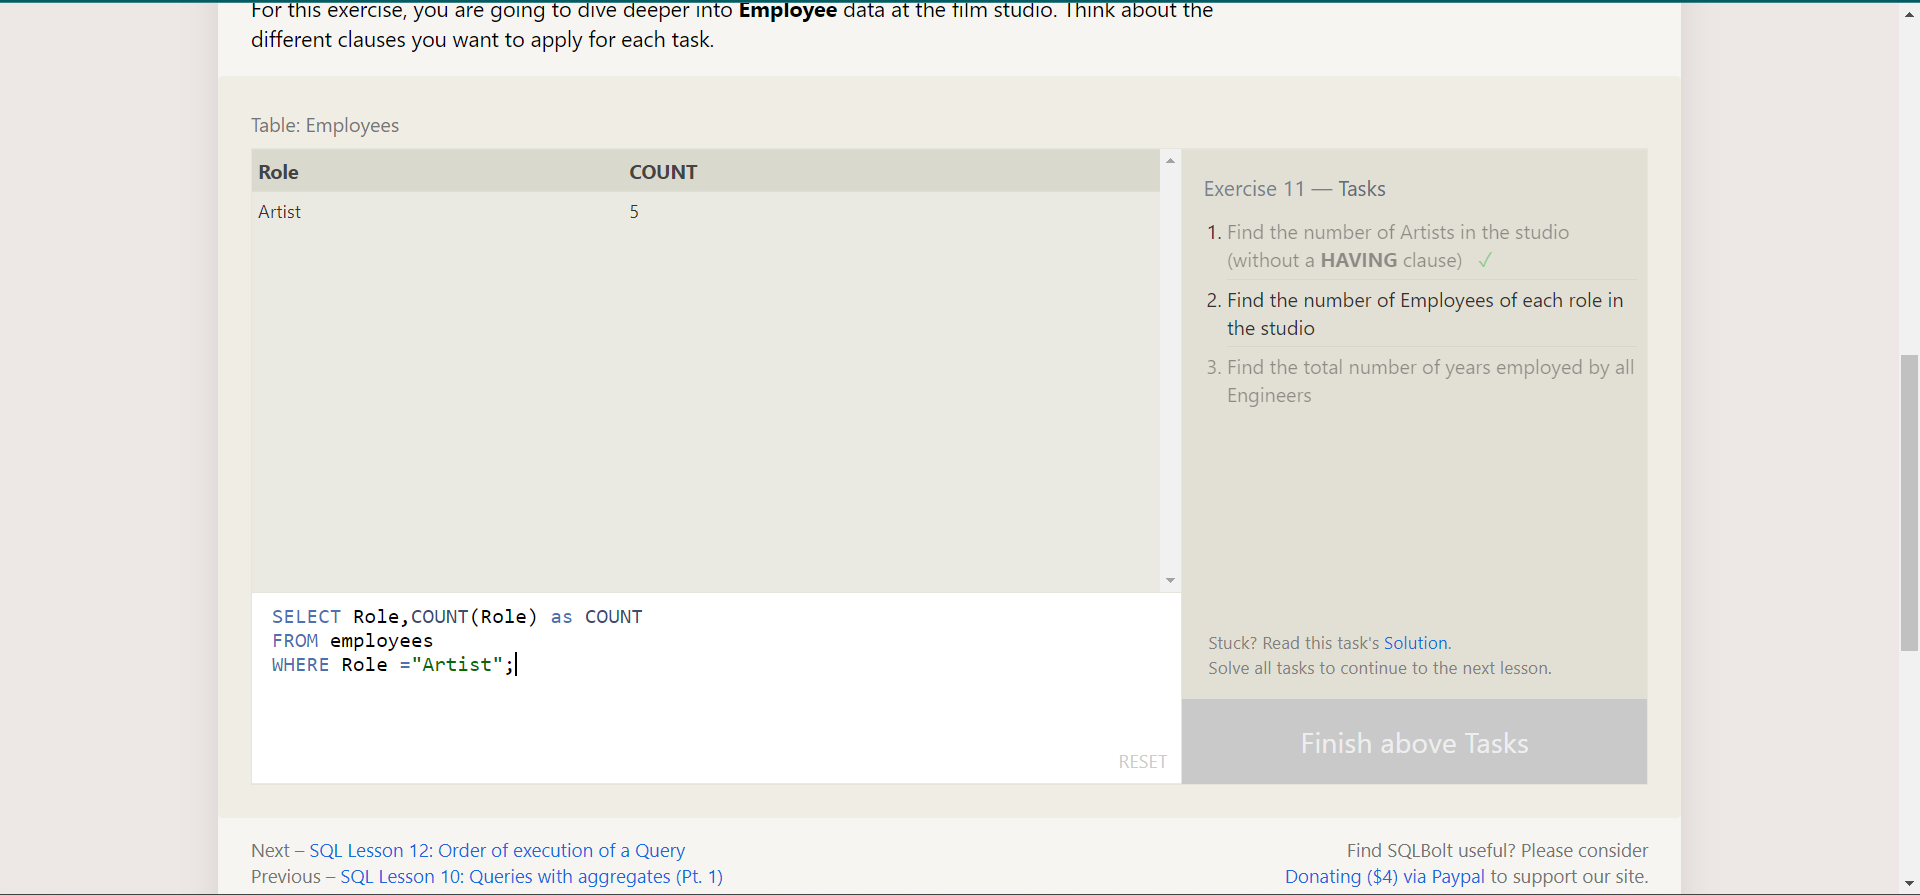 For this exercise, you are going to dive deeper into Employee data at the film studio. Think about the
different clauses you want to apply for each task.
Table: Employees
Role COUNT
Artist 5
Exercise 11 — Tasks
1. Find the number of Artists in the studio
(without a HAVING clause) ✓
2. Find the number of Employees of each role in
the studio
3. Find the total number of years employed by all
Engineers
SELECT Role,COUNT(Role) as COUNT
FROM employees
WHERE Role ="Artist";
RESET
Stuck? Read this task's Solution.
Solve all tasks to continue to the next lesson.
Finish above Tasks
Next – SQL Lesson 12: Order of execution of a Query
Previous – SQL Lesson 10: Queries with aggregates (Pt. 1)
Find SQLBolt useful? Please consider
Donating ($4) via Paypal to support our site.